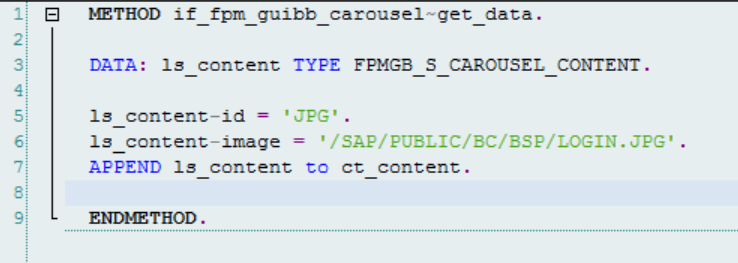 1 METHOD if_fpm_guibb_carousel~get_data.
2
3 DATA: ls_content TYPE FPMGB_S_CAROUSEL_CONTENT.
4
5 ls_content-id = 'JPG'.
6 ls_content-image = '/SAP/PUBLIC/BC/BSP/LOGIN.JPG'.
7 APPEND ls_content to ct_content.
8
9 ENDMETHOD.